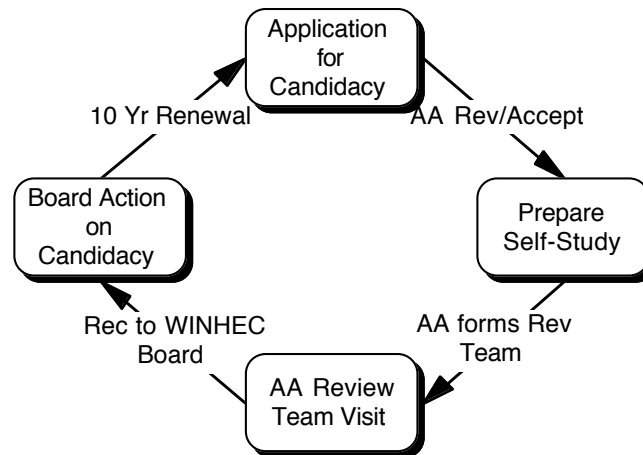 Application
for
Candidacy
10 Yr Renewal
AA Rev/Accept
Board Action
on
Candidacy
Prepare
Self-Study
Rec to WINHEC
Board
AA forms Rev
Team
AA Review
Team Visit